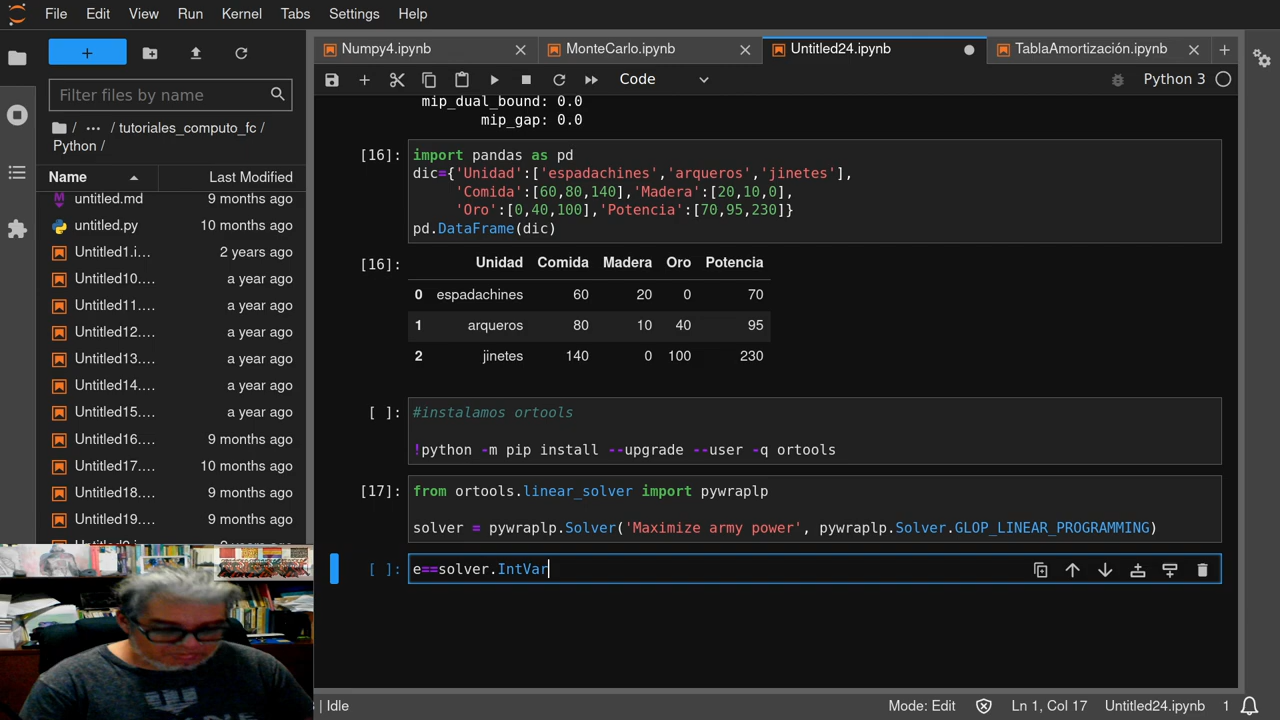 File Edit View Run Kernel Tabs Settings Help
Numpy4.ipynb MonteCarlo.ipynb Untitled24.ipynb TablaAmortización.ipynb
Code Python 3
Filter files by name
/ ... / tutoriales_computo_fc /
Python /
Name Last Modified
untitled.md 9 months ago
untitled.py 10 months ago
Untitled1.i... 2 years ago
Untitled10.... a year ago
Untitled11.... a year ago
Untitled12.... a year ago
Untitled13.... a year ago
Untitled14.... a year ago
Untitled15.... a year ago
Untitled16.... 9 months ago
Untitled17.... 10 months ago
Untitled18.... 9 months ago
Untitled19.... 9 months ago
mip_dual_bound: 0.0
mip_gap: 0.0
[16]: import pandas as pd
dic={'Unidad':['espadachines','arqueros','jinetes'],
'Comida':[60,80,140],'Madera':[20,10,0],
'Oro':[0,40,100],'Potencia':[70,95,230]}
pd.DataFrame(dic)
[16]: Unidad Comida Madera Oro Potencia
0 espadachines 60 20 0 70
1 arqueros 80 10 40 95
2 jinetes 140 0 100 230
[ ]: #instalamos ortools
!python -m pip install --upgrade --user -q ortools
[17]: from ortools.linear_solver import pywraplp
solver = pywraplp.Solver('Maximize army power', pywraplp.Solver.GLOP_LINEAR_PROGRAMMING)
[ ]: e==solver.IntVar
| Idle Mode: Edit Ln 1, Col 17 Untitled24.ipynb 1